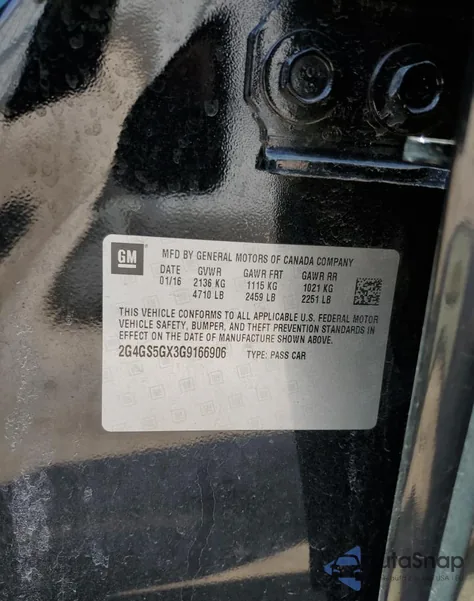 GM
MFD BY GENERAL MOTORS OF CANADA COMPANY
DATE GVWR GAWR FRT GAWR RR
01/16 2136 KG 1115 KG 1021 KG
4710 LB 2459 LB 2251 LB
THIS VEHICLE CONFORMS TO ALL APPLICABLE U.S. FEDERAL MOTOR
VEHICLE SAFETY, BUMPER, AND THEFT PREVENTION STANDARDS IN
EFFECT ON THE DATE OF MANUFACTURE SHOWN ABOVE.
2G4GS5GX3G9166906 TYPE: PASS CAR
AutoSnap